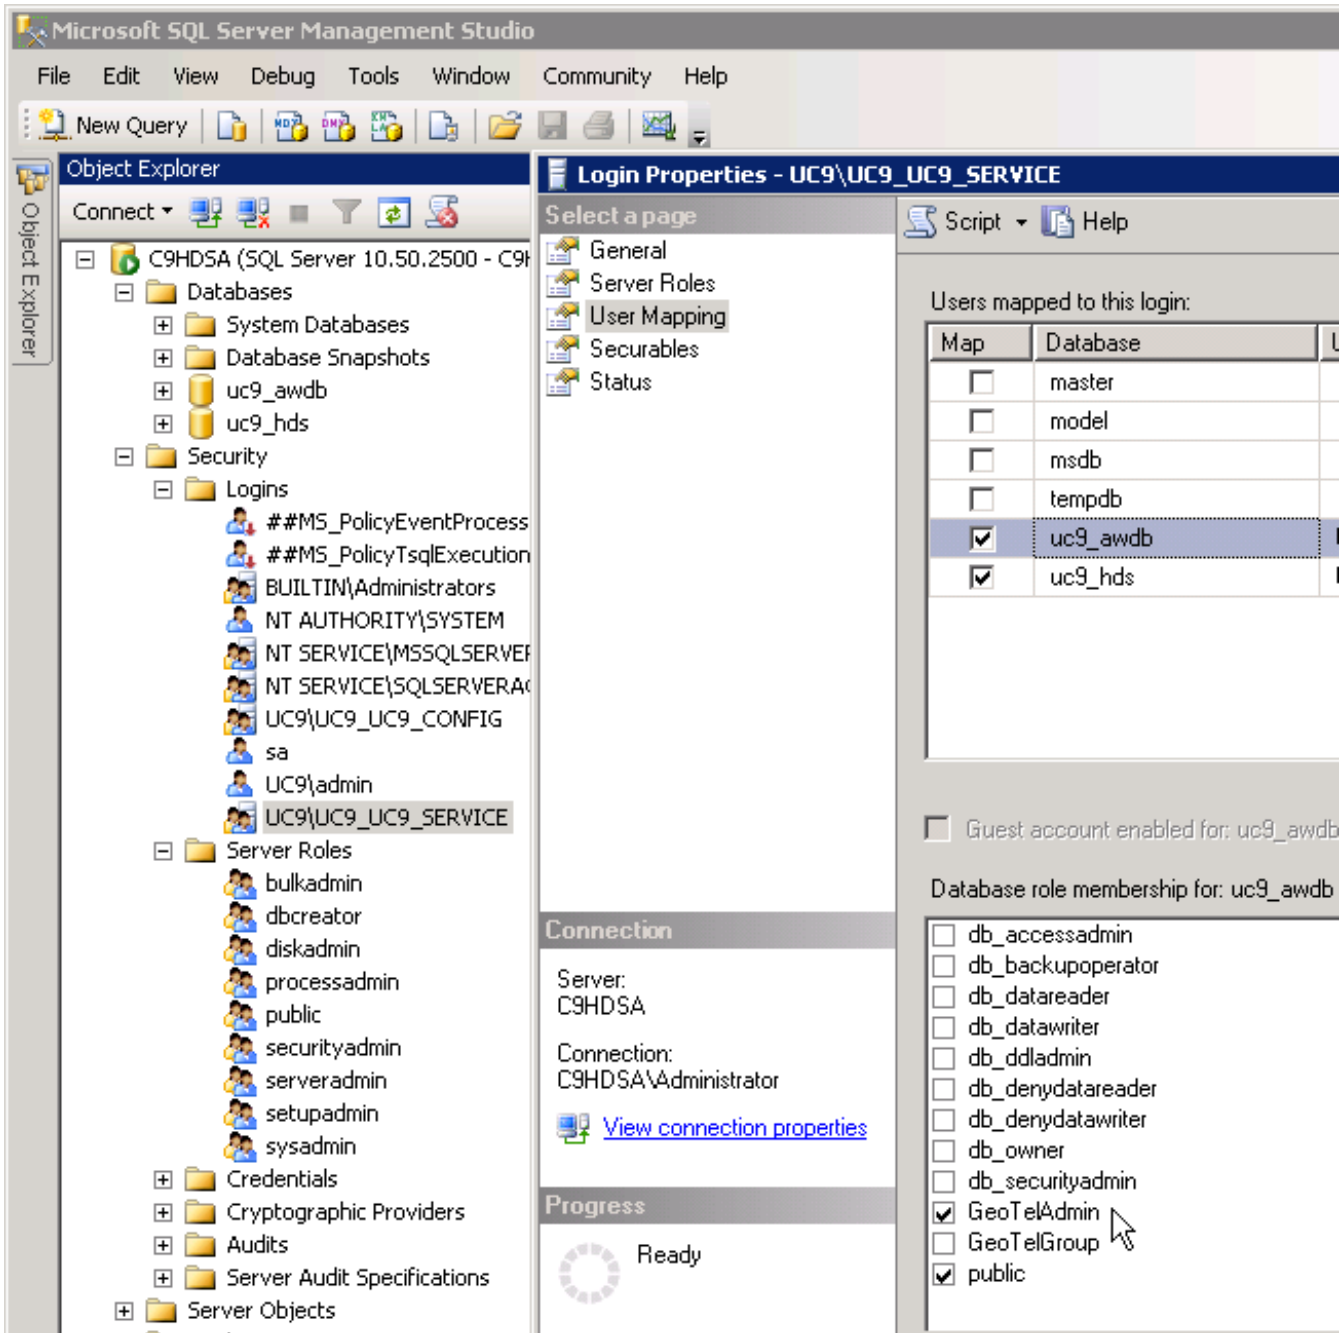 Microsoft SQL Server Management Studio
File Edit View Debug Tools Window Community Help
New Query
Object Explorer
Object Explorer
Connect
C9HDSA (SQL Server 10.50.2500 - C9H
Databases
System Databases
Database Snapshots
uc9_awdb
uc9_hds
Security
Logins
##MS_PolicyEventProcess
##MS_PolicyTsqlExecution
BUILTIN\Administrators
NT AUTHORITY\SYSTEM
NT SERVICE\MSSQLSERVER
NT SERVICE\SQLSERVERAG
UC9\UC9_UC9_CONFIG
sa
UC9\admin
UC9\UC9_UC9_SERVICE
Server Roles
bulkadmin
dbcreator
diskadmin
processadmin
public
securityadmin
serveradmin
setupadmin
sysadmin
Credentials
Cryptographic Providers
Audits
Server Audit Specifications
Server Objects
Login Properties - UC9\UC9_UC9_SERVICE
Select a page
General
Server Roles
User Mapping
Securables
Status
Connection
Server:
C9HDSA
Connection:
C9HDSA\Administrator
View connection properties
Progress
Ready
Script Help
Users mapped to this login:
Map Database
master
model
msdb
tempdb
uc9_awdb
uc9_hds
Guest account enabled for: uc9_awdb
Database role membership for: uc9_awdb
db_accessadmin
db_backupoperator
db_datareader
db_datawriter
db_ddladmin
db_denydatareader
db_denydatawriter
db_owner
db_securityadmin
GeoTelAdmin
GeoTelGroup
public